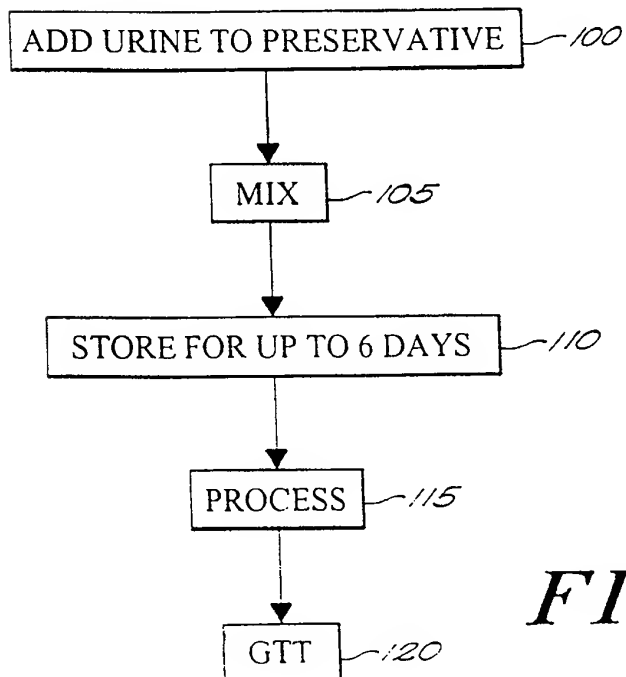 ADD URINE TO PRESERVATIVE 100
MIX 105
STORE FOR UP TO 6 DAYS 110
PROCESS 115
FI
GTT 120